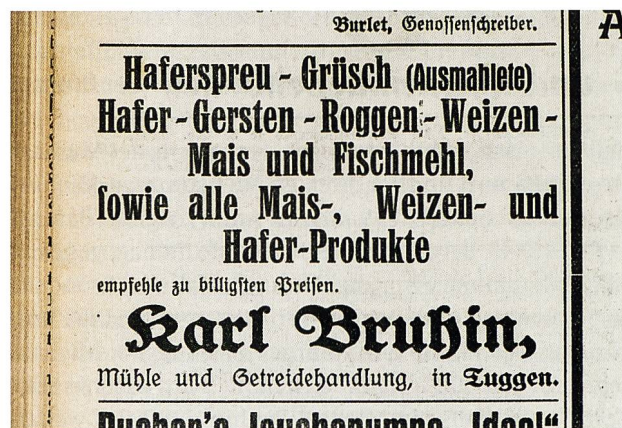 Burlet, Genossenschreiber.
A
Haferspreu - Grüsch (Ausmahlete)
Hafer - Gersten - Roggen - Weizen -
Mais und Fischmehl,
sowie alle Mais-, Weizen- und
Hafer-Produkte
empfehle zu billigsten Preisen.
Karl Bruhin,
Mühle und Getreidehandlung, in Tuggen.